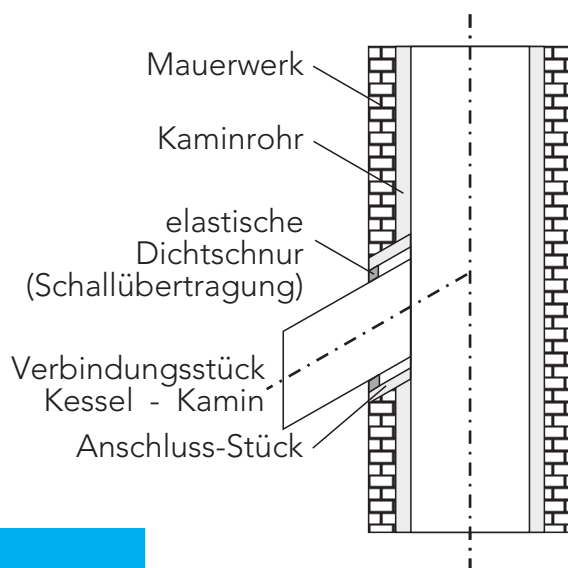 Mauerwerk
Kaminrohr
elastische
Dichtschnur
(Schallübertragung)
Verbindungsstück
Kessel - Kamin
Anschluss-Stück